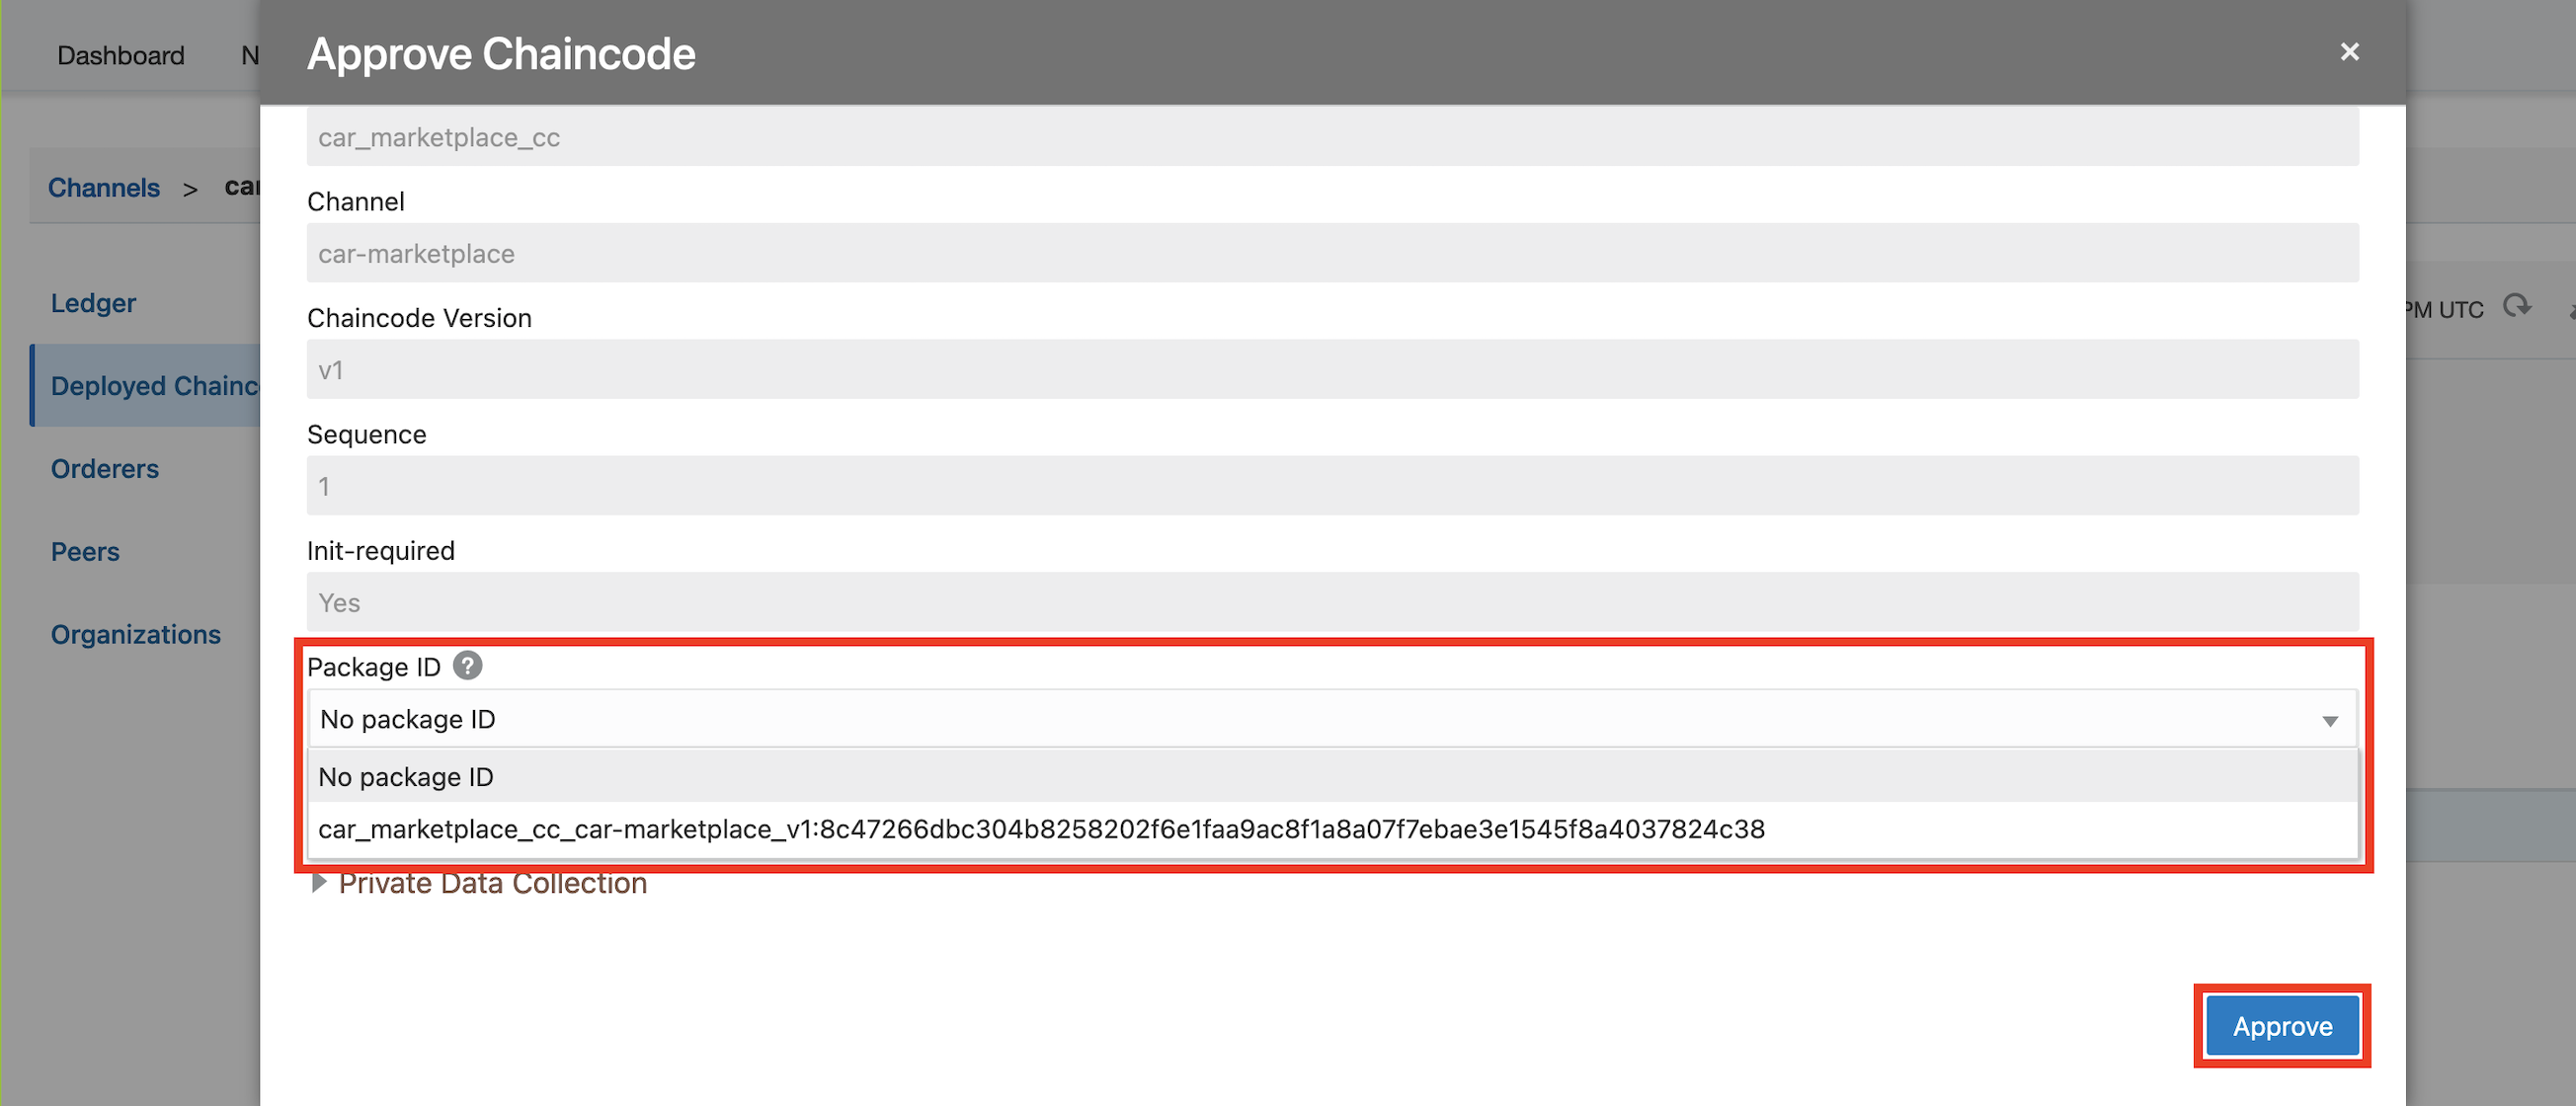 Dashboard
Approve Chaincode
×
car_marketplace_cc
Channels >
Channel
car-marketplace
Ledger
Chaincode Version
PM UTC
v1
Deployed Chainc
Sequence
Orderers
1
Peers
Init-required
Yes
Organizations
Package ID ?
No package ID
No package ID
car_marketplace_cc_car-marketplace_v1:8c47266dbc304b8258202f6e1faa9ac8f1a8a07f7ebae3e1545f8a4037824c38
Private Data Collection
Approve